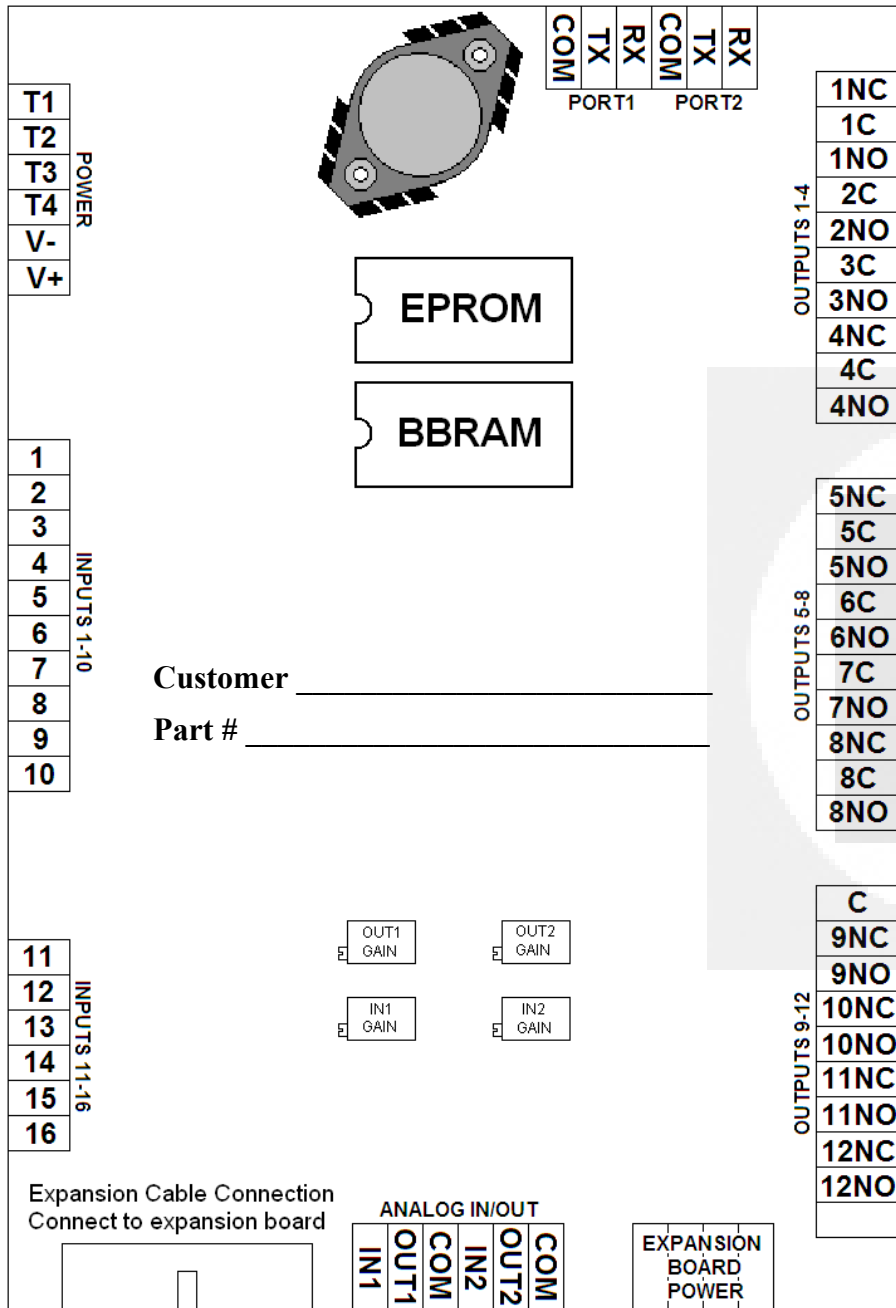 COM
TX
RX
COM
TX
RX
PORT1
PORT2
T1
T2
T3
T4
V-
V+
POWER
1NC
1C
1NO
2C
2NO
3C
3NO
4NC
4C
4NO
OUTPUTS 1-4
EPROM
BBRAM
1
2
3
4
5
6
7
8
9
10
INPUTS 1-10
5NC
5C
5NO
6C
6NO
7C
7NO
8NC
8C
8NO
OUTPUTS 5-8
Customer
Part #
OUT1
GAIN
OUT2
GAIN
IN1
GAIN
IN2
GAIN
11
12
13
14
15
16
INPUTS 11-16
C
9NC
9NO
10NC
10NO
11NC
11NO
12NC
12NO
OUTPUTS 9-12
Expansion Cable Connection
Connect to expansion board
ANALOG IN/OUT
IN1
OUT1
COM
IN2
OUT2
COM
EXPANSION
BOARD
POWER